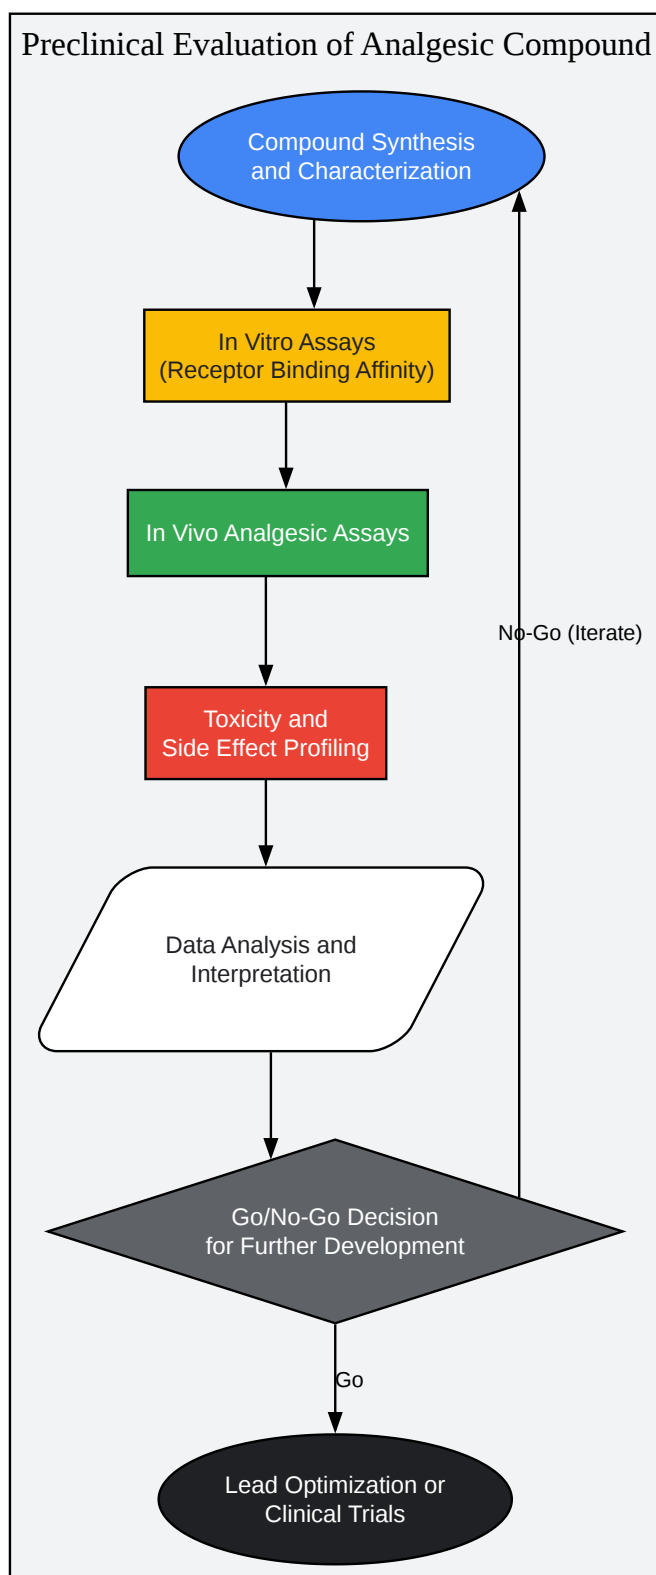 Preclinical Evaluation of Analgesic Compound
Compound Synthesis
and Characterization
In Vitro Assays
(Receptor Binding Affinity)
In Vivo Analgesic Assays
No-Go (Iterate)
Toxicity and
Side Effect Profiling
Data Analysis and
Interpretation
Go/No-Go Decision
for Further Development
Go
Lead Optimization or
Clinical Trials